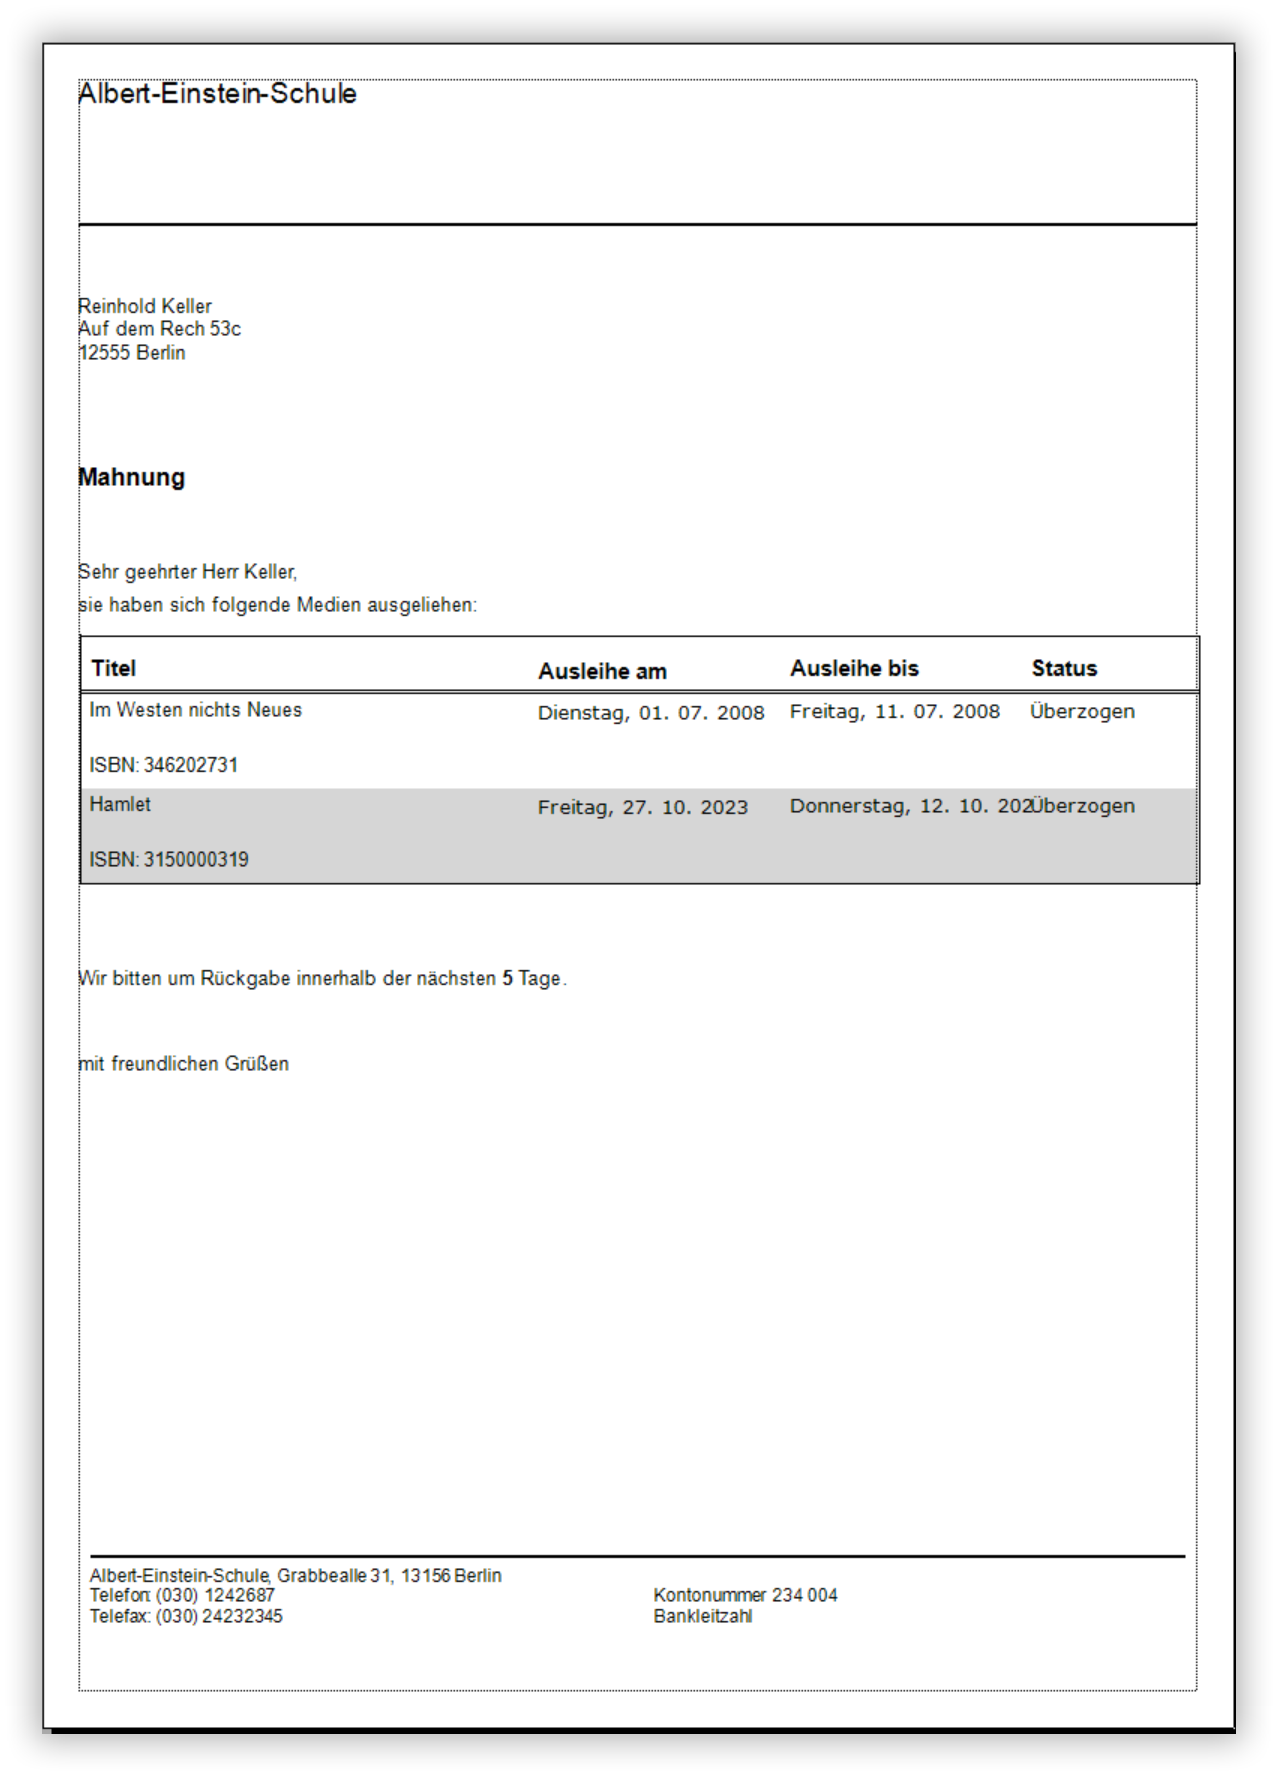 Albert-Einstein-Schule
Reinhold Keller
Auf dem Rech 53c
12555 Berlin
Mahnung
Sehr geehrter Herr Keller,
sie haben sich folgende Medien ausgeliehen:
Titel Ausleihe am Ausleihe bis Status
Im Westen nichts Neues Dienstag, 01. 07. 2008 Freitag, 11. 07. 2008 Überzogen
ISBN: 346202731
Hamlet Freitag, 27. 10. 2023 Donnerstag, 12. 10. 202 Überzogen
ISBN: 3150000319
Wir bitten um Rückgabe innerhalb der nächsten 5 Tage.
mit freundlichen Grüßen
Albert-Einstein-Schule, Grabbealle 31, 13156 Berlin
Telefon: (030) 1242687 Kontonummer 234 004
Telefax: (030) 24232345 Bankleitzahl